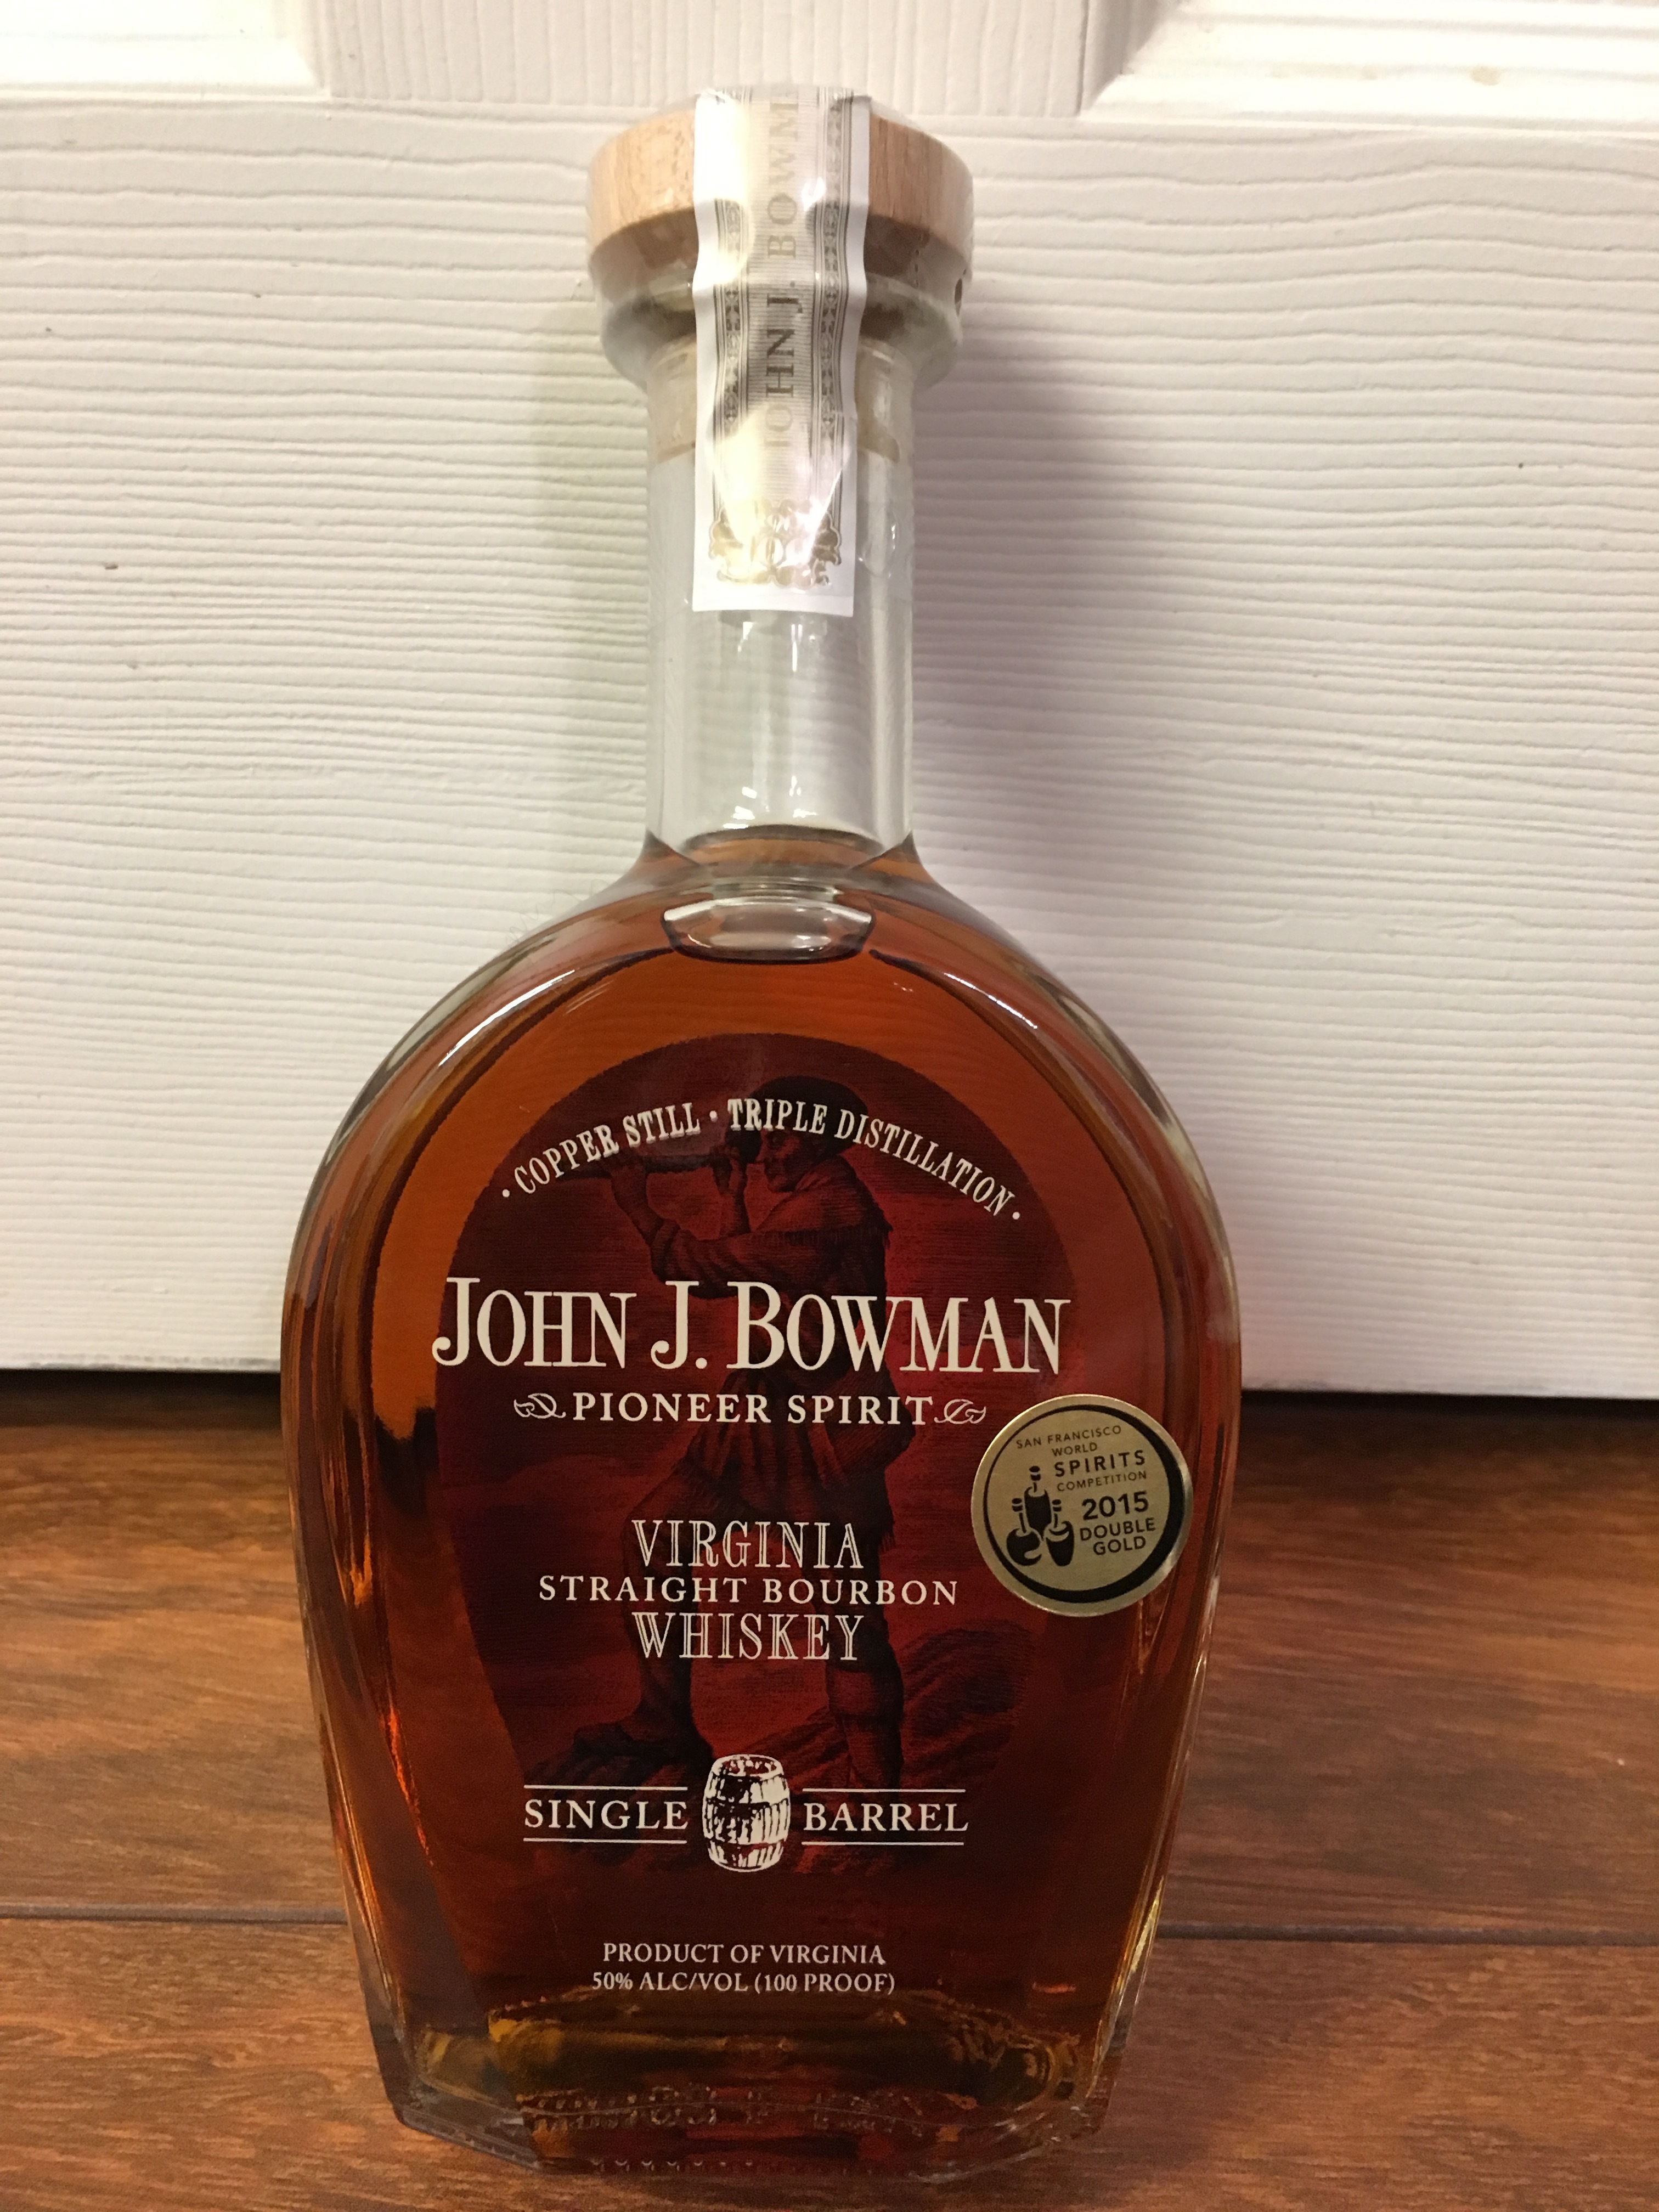 JOHN J. BOWM
· COPPER STILL · TRIPLE DISTILLATION ·
JOHN J. BOWMAN
PIONEER SPIRIT
SAN FRANCISCO
WORLD
SPIRITS
COMPETITION
2015
DOUBLE
GOLD
VIRGINIA
STRAIGHT BOURBON
WHISKEY
SINGLE BARREL
PRODUCT OF VIRGINIA
50% ALC/VOL (100 PROOF)